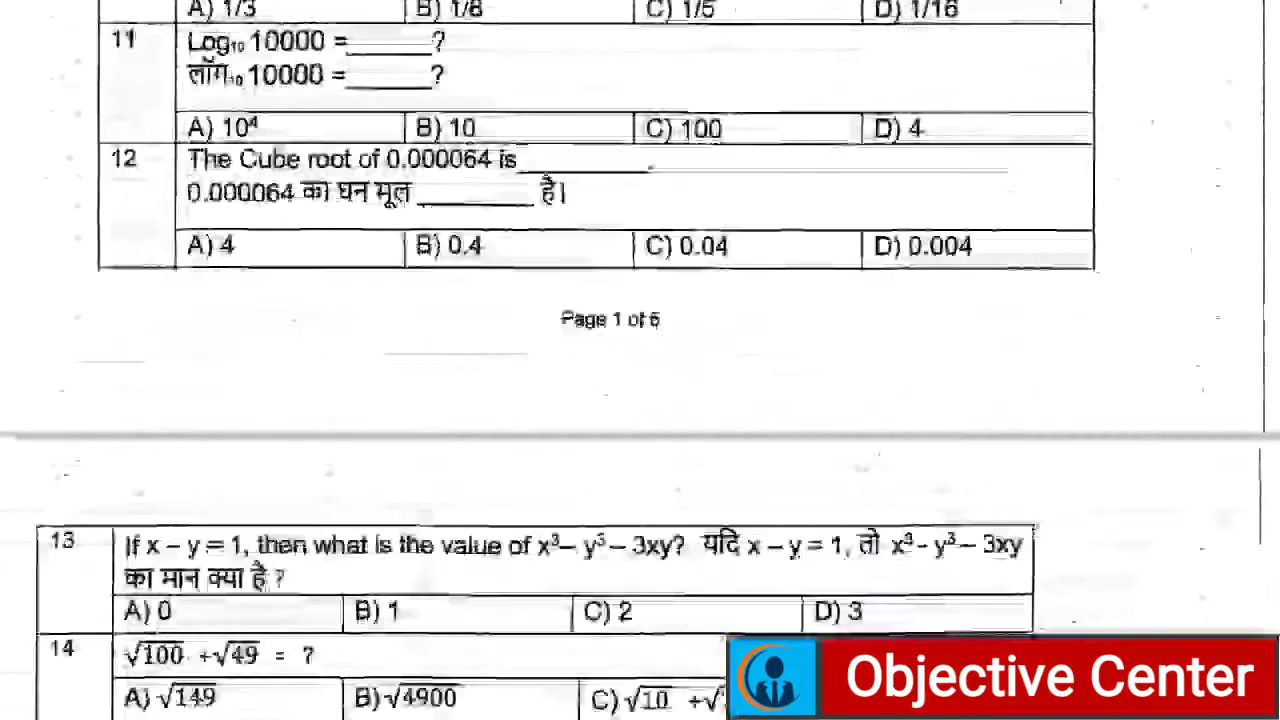 A) 1/3 B) 1/8 C) 1/5 D) 1/16
11 Log₁₀ 10000 =______?
लॉग₁₀ 10000 =______?
A) 10⁴ B) 10 C) 100 D) 4
12 The Cube root of 0.000064 is _________.
0.000064 का घन मूल ________ है।
A) 4 B) 0.4 C) 0.04 D) 0.004
Page 1 of 6
13 If x – y = 1, then what is the value of x³– y³ – 3xy? यदि x – y = 1, तो x³- y³ – 3xy
का मान क्या है ?
A) 0 B) 1 C) 2 D) 3
14 √100 +√49 = ?
A) √149 B) √4900 C) √10 +√
Objective Center